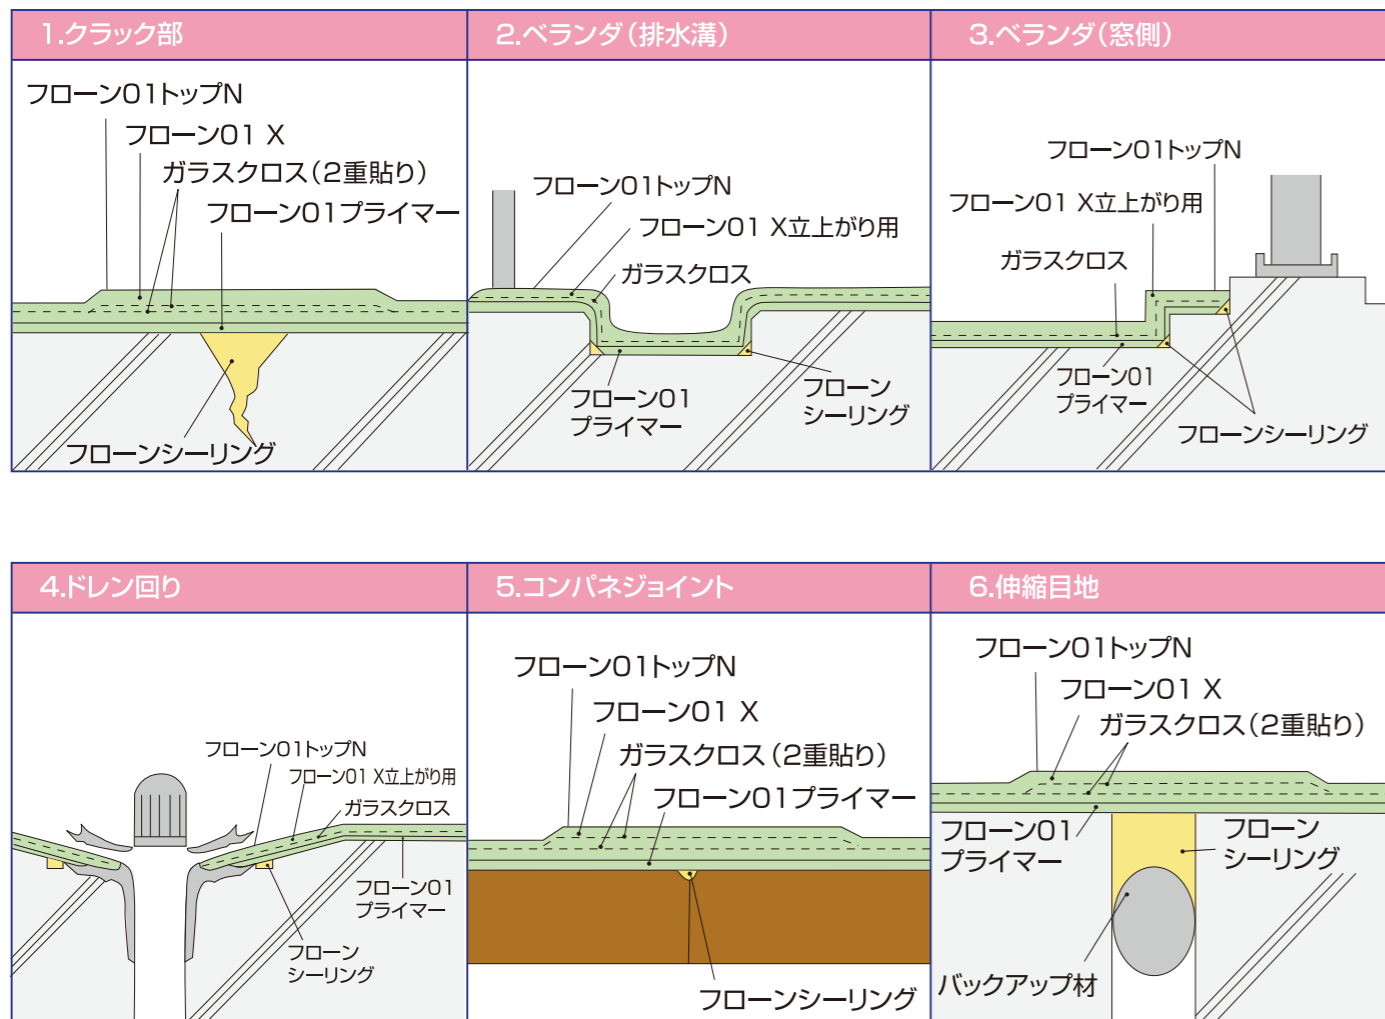 1.クラック部
フローン01トップN
フローン01 X
ガラスクロス(2重貼り)
フローン01プライマー
フローンシーリング
2.ベランダ(排水溝)
フローン01トップN
フローン01 X立上がり用
ガラスクロス
フローン01
プライマー
フローン
シーリング
3.ベランダ(窓側)
フローン01トップN
フローン01 X立上がり用
ガラスクロス
フローン01
プライマー
フローンシーリング
4.ドレン回り
フローン01トップN
フローン01 X立上がり用
ガラスクロス
フローン01
プライマー
フローン
シーリング
5.コンパネジョイント
フローン01トップN
フローン01 X
ガラスクロス(2重貼り)
フローン01プライマー
フローンシーリング
6.伸縮目地
フローン01トップN
フローン01 X
ガラスクロス(2重貼り)
フローン01
プライマー
フローン
シーリング
バックアップ材